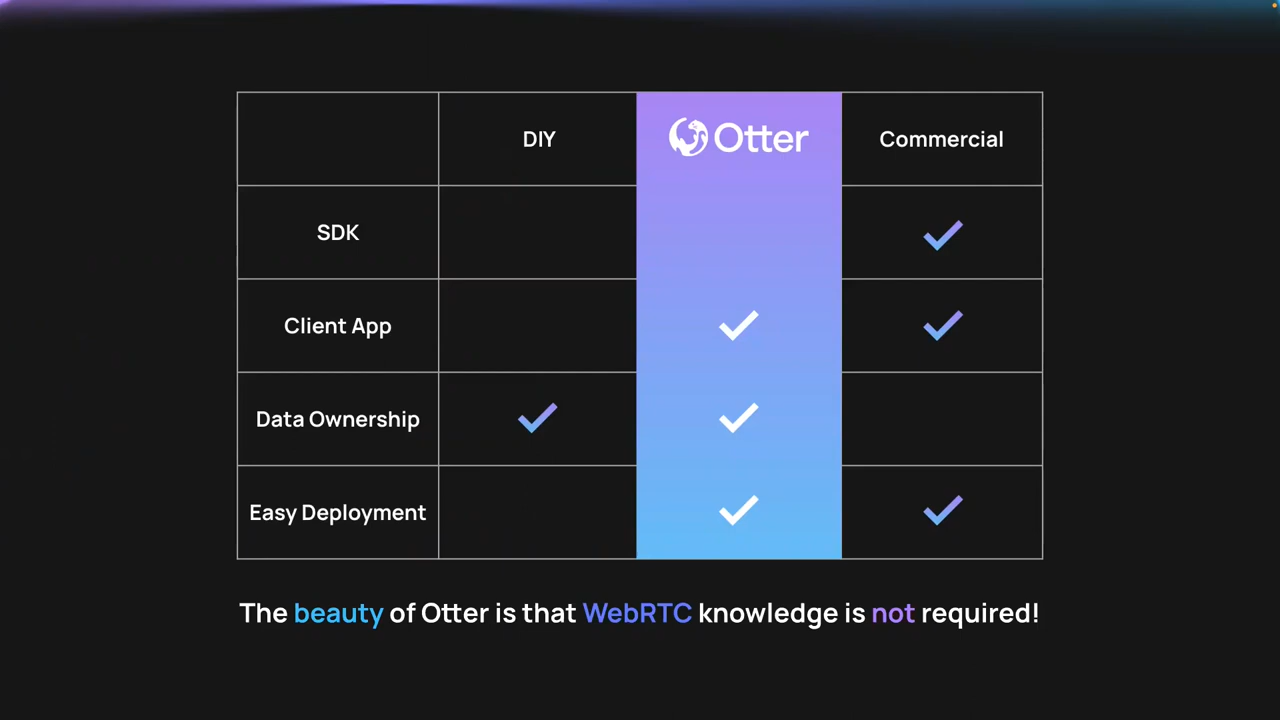 DIY
Otter
Commercial
SDK
Client App
Data Ownership
Easy Deployment
The beauty of Otter is that WebRTC knowledge is not required!